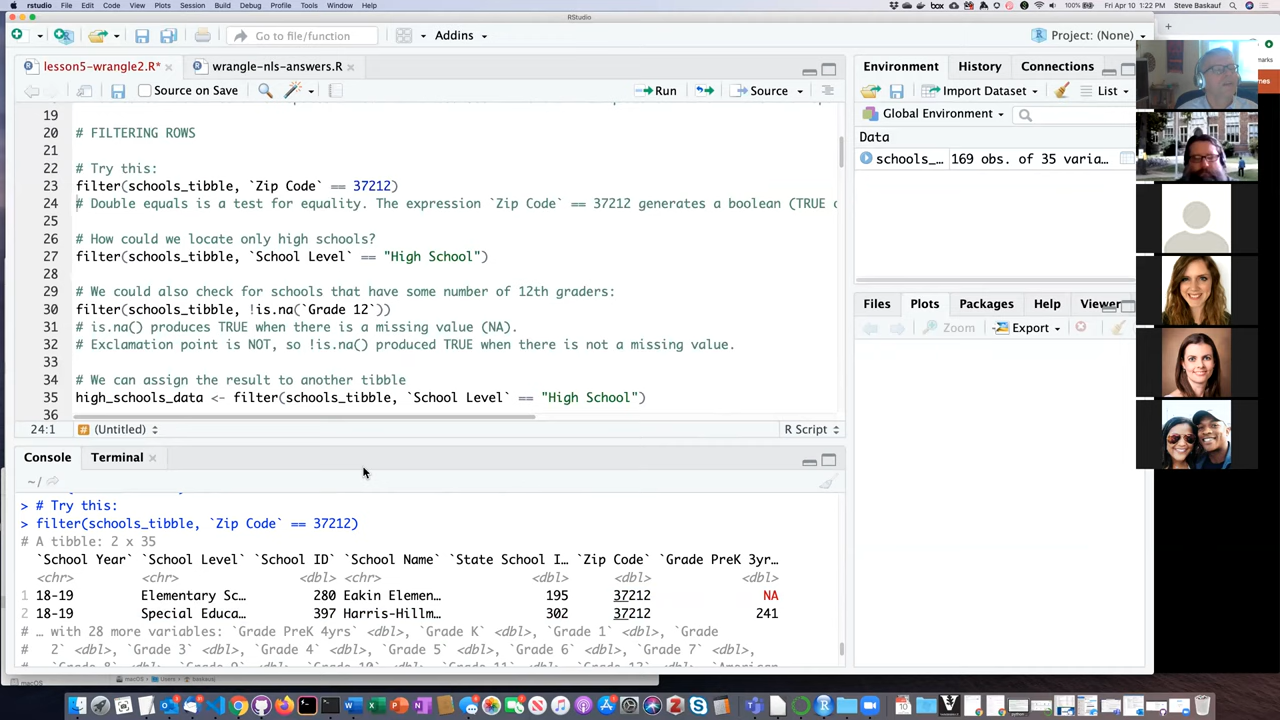 rstudio File Edit Code View Plots Session Build Debug Profile Tools Window Help 100% Fri Apr 10 1:22 PM Steve Baskauf
RStudio
Go to file/function Addins Project: (None)
lesson5-wrangle2.R* wrangle-nls-answers.R
Source on Save Run Source
19
20 # FILTERING ROWS
21
22 # Try this:
23 filter(schools_tibble, `Zip Code` == 37212)
24 # Double equals is a test for equality. The expression `Zip Code` == 37212 generates a boolean (TRUE
25
26 # How could we locate only high schools?
27 filter(schools_tibble, `School Level` == "High School")
28
29 # We could also check for schools that have some number of 12th graders:
30 filter(schools_tibble, !is.na(`Grade 12`))
31 # is.na() produces TRUE when there is a missing value (NA).
32 # Exclamation point is NOT, so !is.na() produced TRUE when there is not a missing value.
33
34 # We can assign the result to another tibble
35 high_schools_data <- filter(schools_tibble, `School Level` == "High School")
36
24:1 # (Untitled) R Script
Console Terminal
~/
> # Try this:
> filter(schools_tibble, `Zip Code` == 37212)
# A tibble: 2 x 35
`School Year` `School Level` `School ID` `School Name` `State School I… `Zip Code` `Grade PreK 3yr…
<chr> <chr> <dbl> <chr> <dbl> <dbl> <dbl>
1 18-19 Elementary Sc… 280 Eakin Elemen… 195 37212 NA
2 18-19 Special Educa… 397 Harris-Hillm… 302 37212 241
# … with 28 more variables: `Grade PreK 4yrs` <dbl>, `Grade K` <dbl>, `Grade 1` <dbl>, `Grade
# 2` <dbl>, `Grade 3` <dbl>, `Grade 4` <dbl>, `Grade 5` <dbl>, `Grade 6` <dbl>, `Grade 7` <dbl>,
Environment History Connections
Import Dataset List
Global Environment
Data
schools_… 169 obs. of 35 varia…
Files Plots Packages Help Viewer
Zoom Export
marks
nes
macOS Users baskauf
macOS